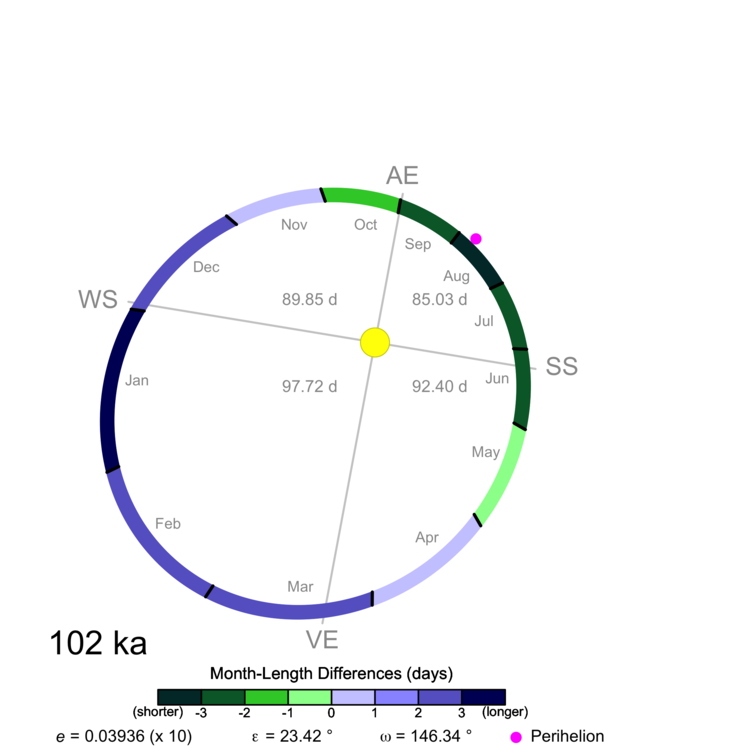 AE
Nov
Oct
Sep
Dec
Aug
WS
89.85 d
85.03 d
Jul
SS
Jan
97.72 d
92.40 d
Jun
May
Feb
Apr
Mar
VE
102 ka
Month-Length Differences (days)
(shorter) -3 -2 -1 0 1 2 3 (longer)
e = 0.03936 (x 10) ε = 23.42 ° ω = 146.34 ° Perihelion